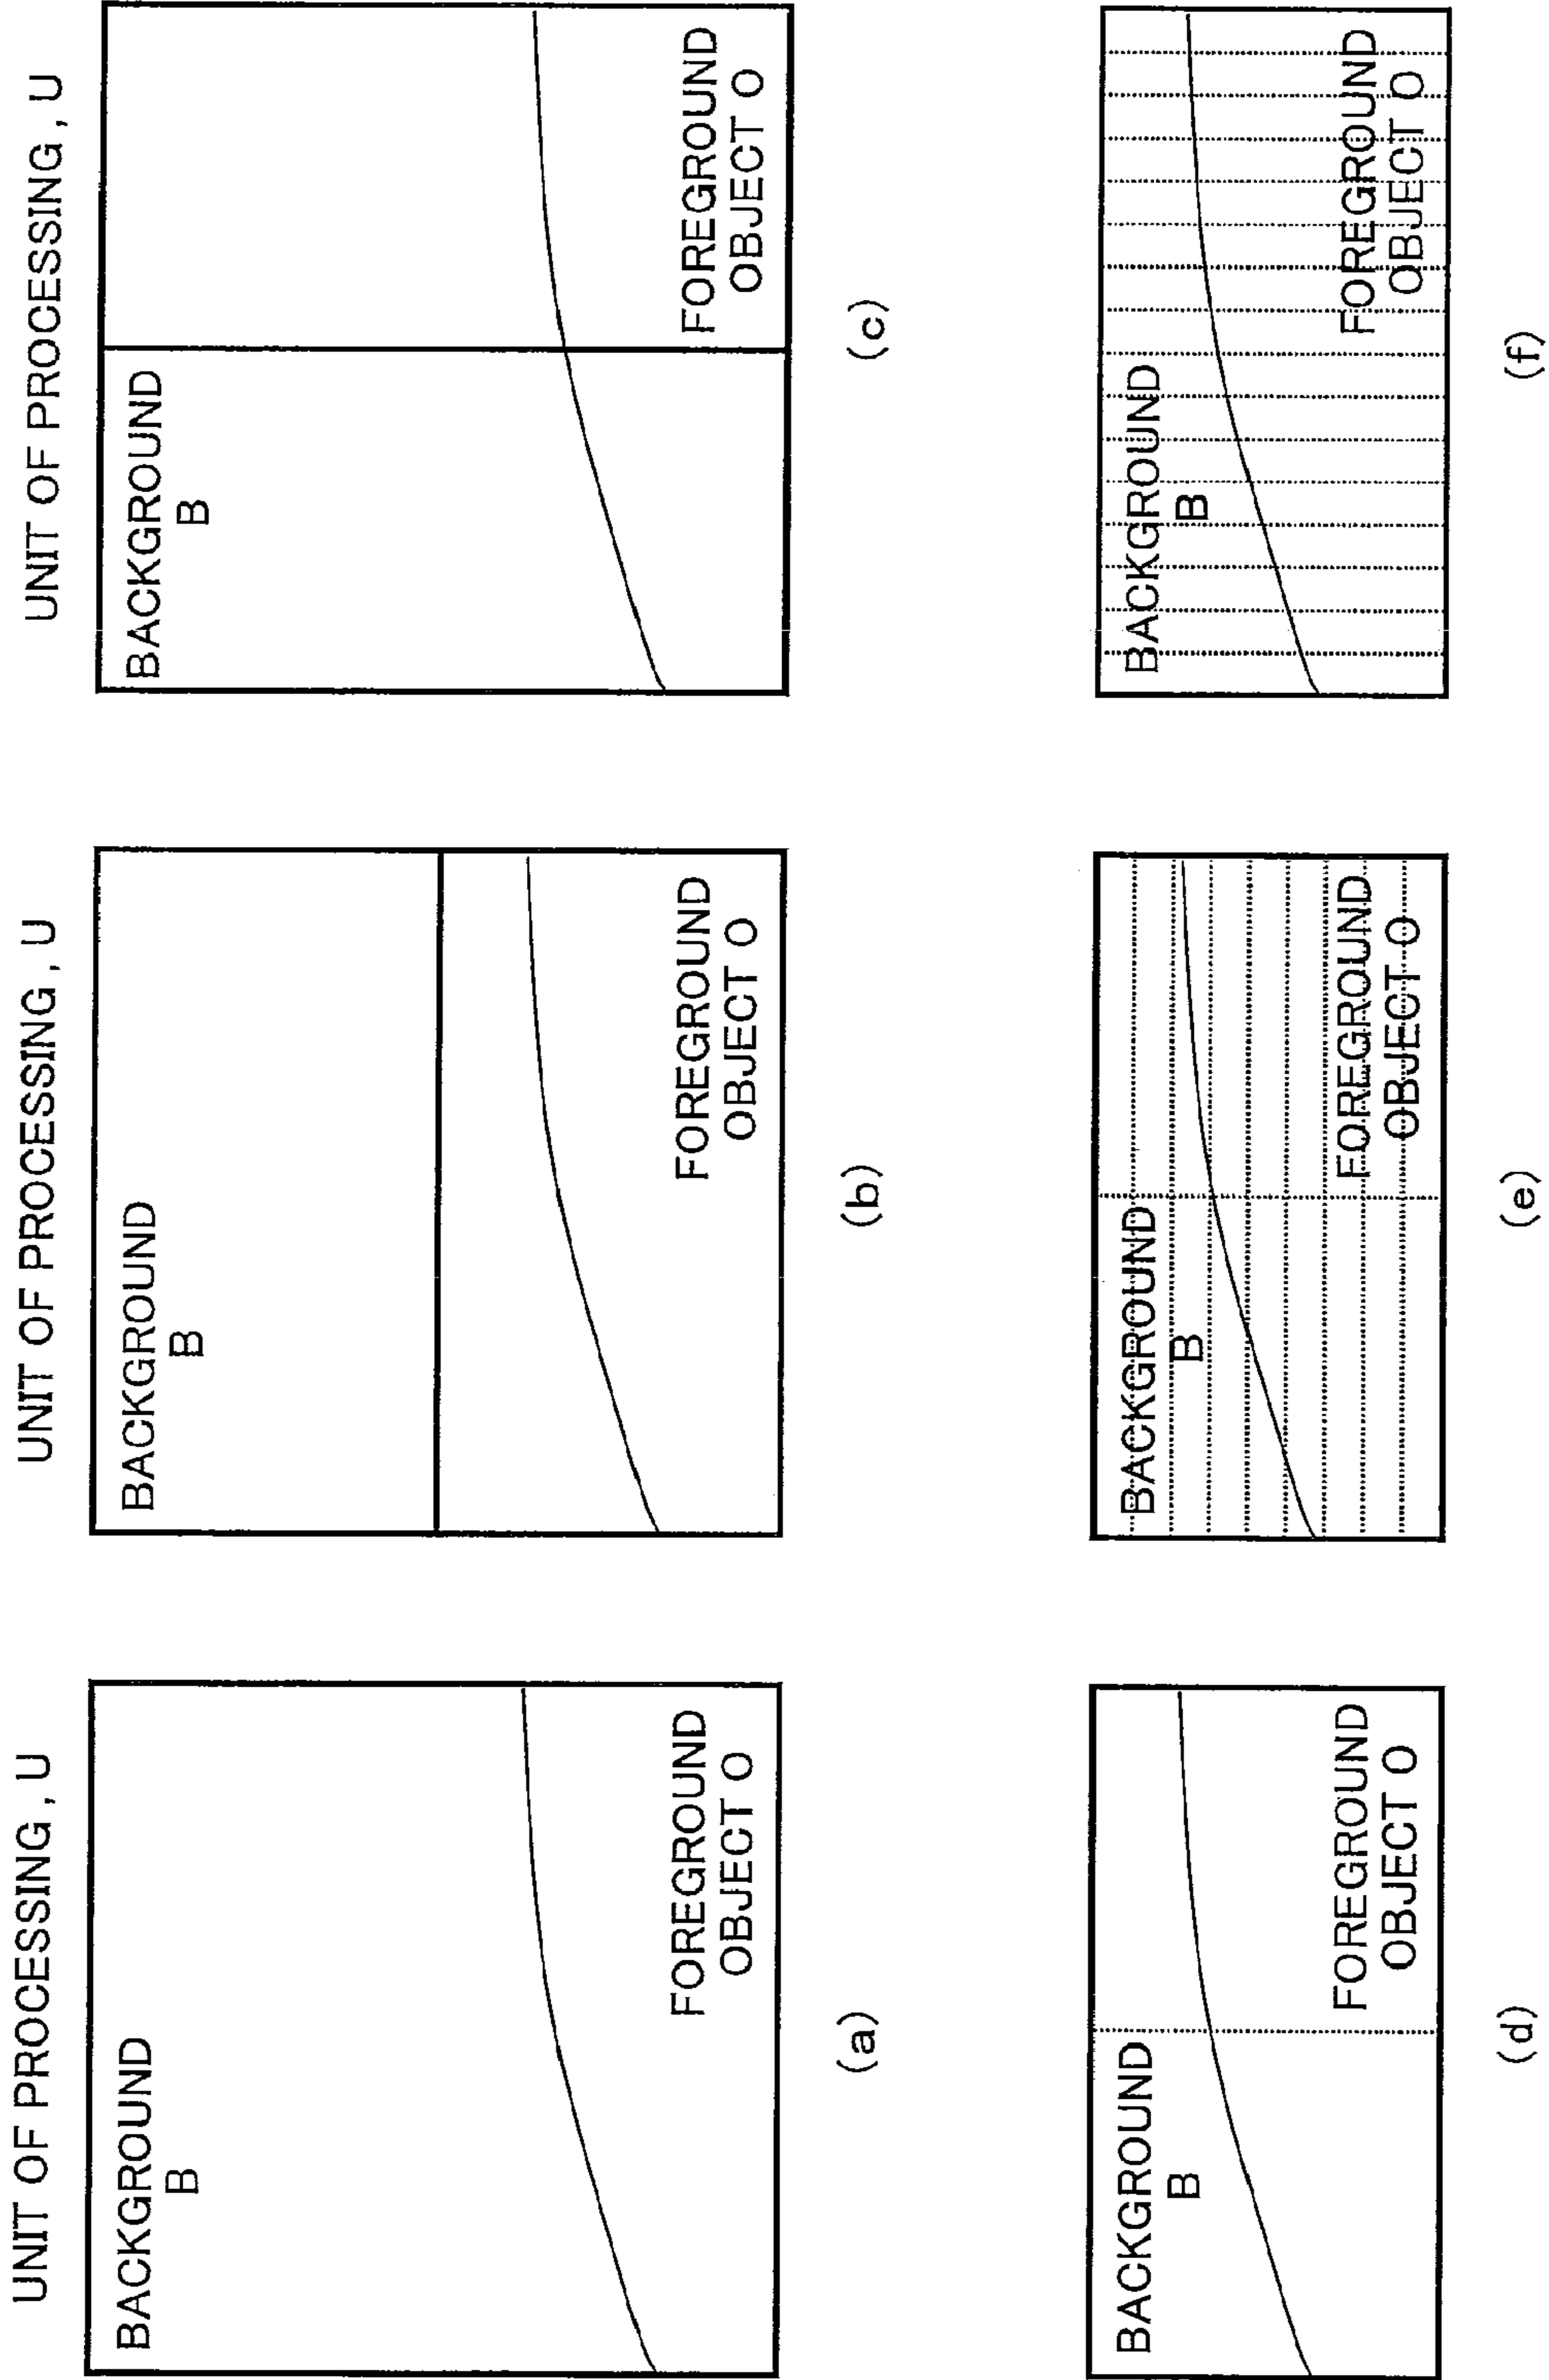 UNIT OF PROCESSING, U
BACKGROUND
B
FOREGROUND
OBJECT O
(a)
UNIT OF PROCESSING, U
BACKGROUND
B
FOREGROUND
OBJECT O
(b)
UNIT OF PROCESSING, U
BACKGROUND
B
FOREGROUND
OBJECT O
(c)
BACKGROUND
B
FOREGROUND
OBJECT O
(d)
BACKGROUND
B
FOREGROUND
OBJECT O
(e)
BACKGROUND
B
FOREGROUND
OBJECT O
(f)